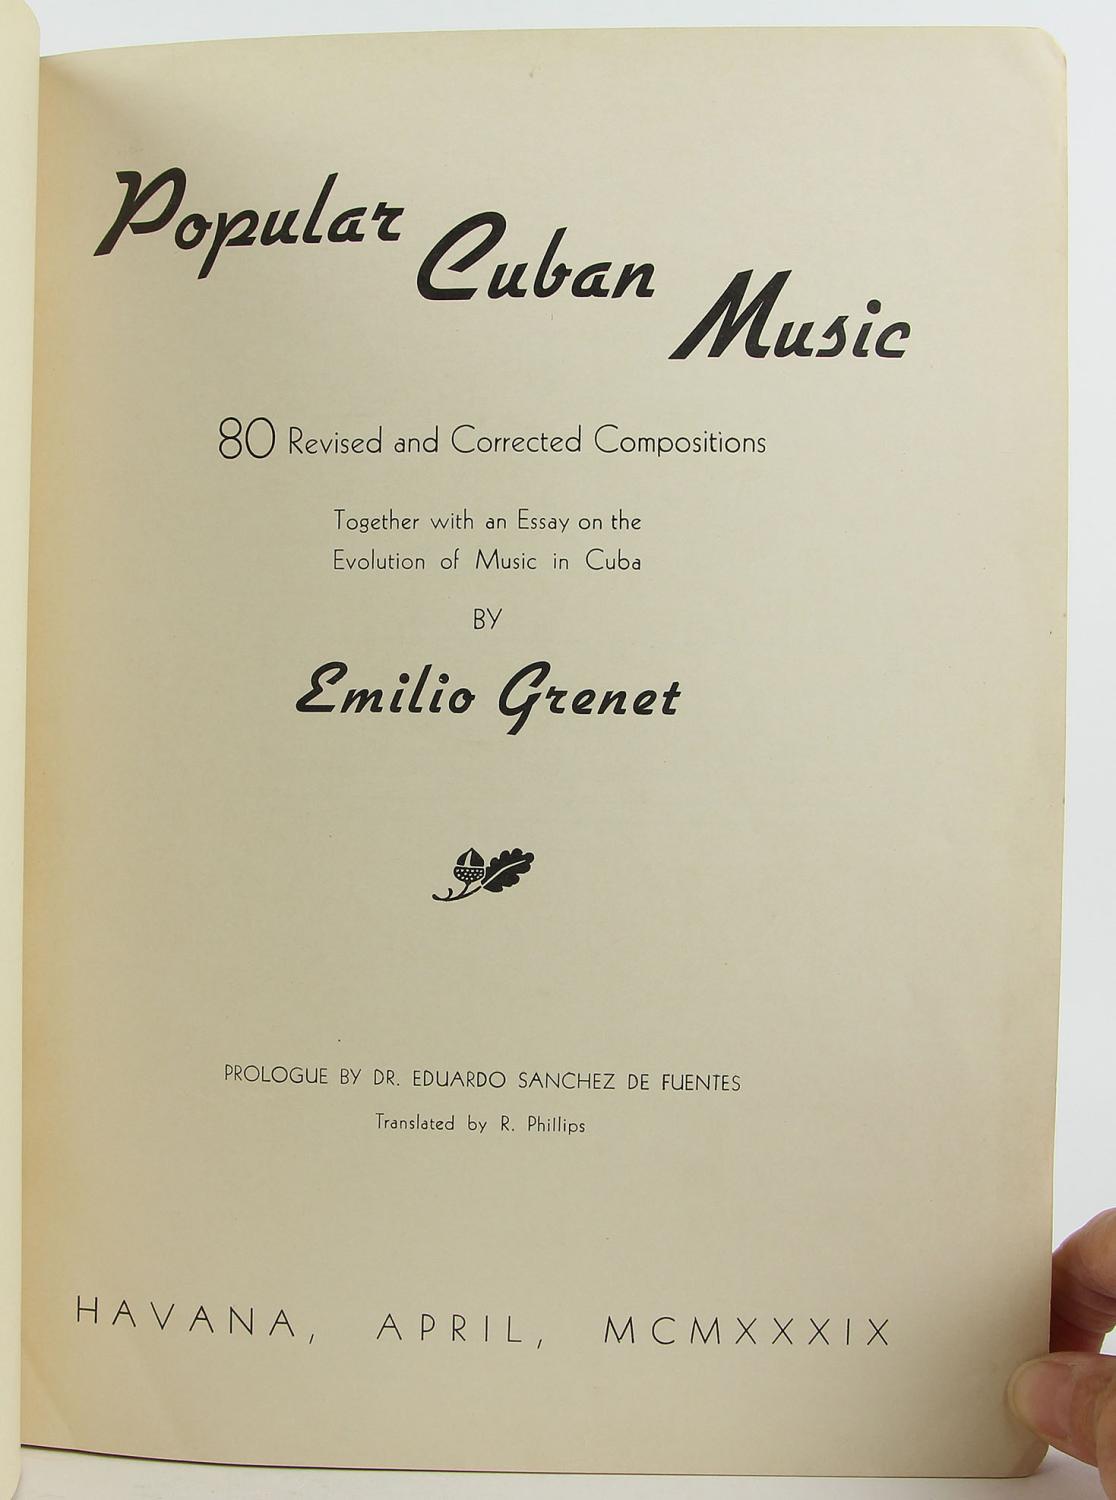 Popular Cuban Music
80 Revised and Corrected Compositions
Together with an Essay on the
Evolution of Music in Cuba
BY
Emilio Grenet
PROLOGUE BY DR. EDUARDO SANCHEZ DE FUENTES
Translated by R. Phillips
HAVANA, APRIL, MCMXXXIX